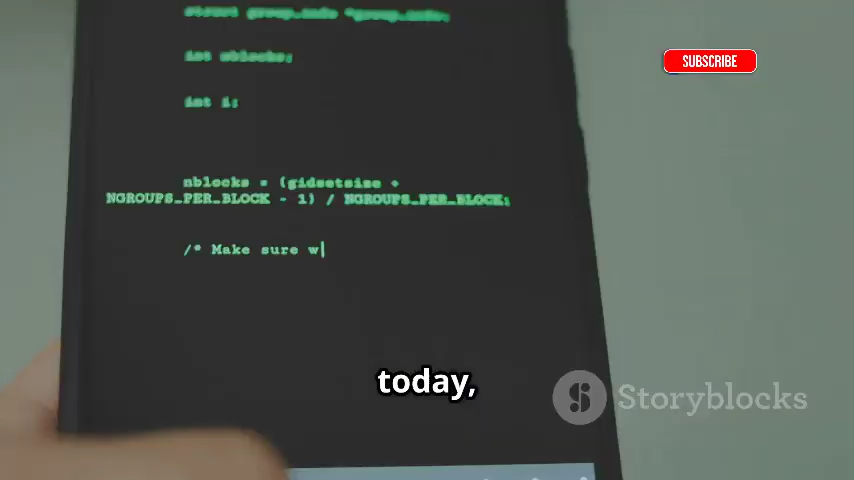 struct group_info *group_info;
SUBSCRIBE
int nblocks;
int i;
nblocks = (gidsetsize +
NGROUPS_PER_BLOCK - 1) / NGROUPS_PER_BLOCK;
/* Make sure w
today,
Storyblocks